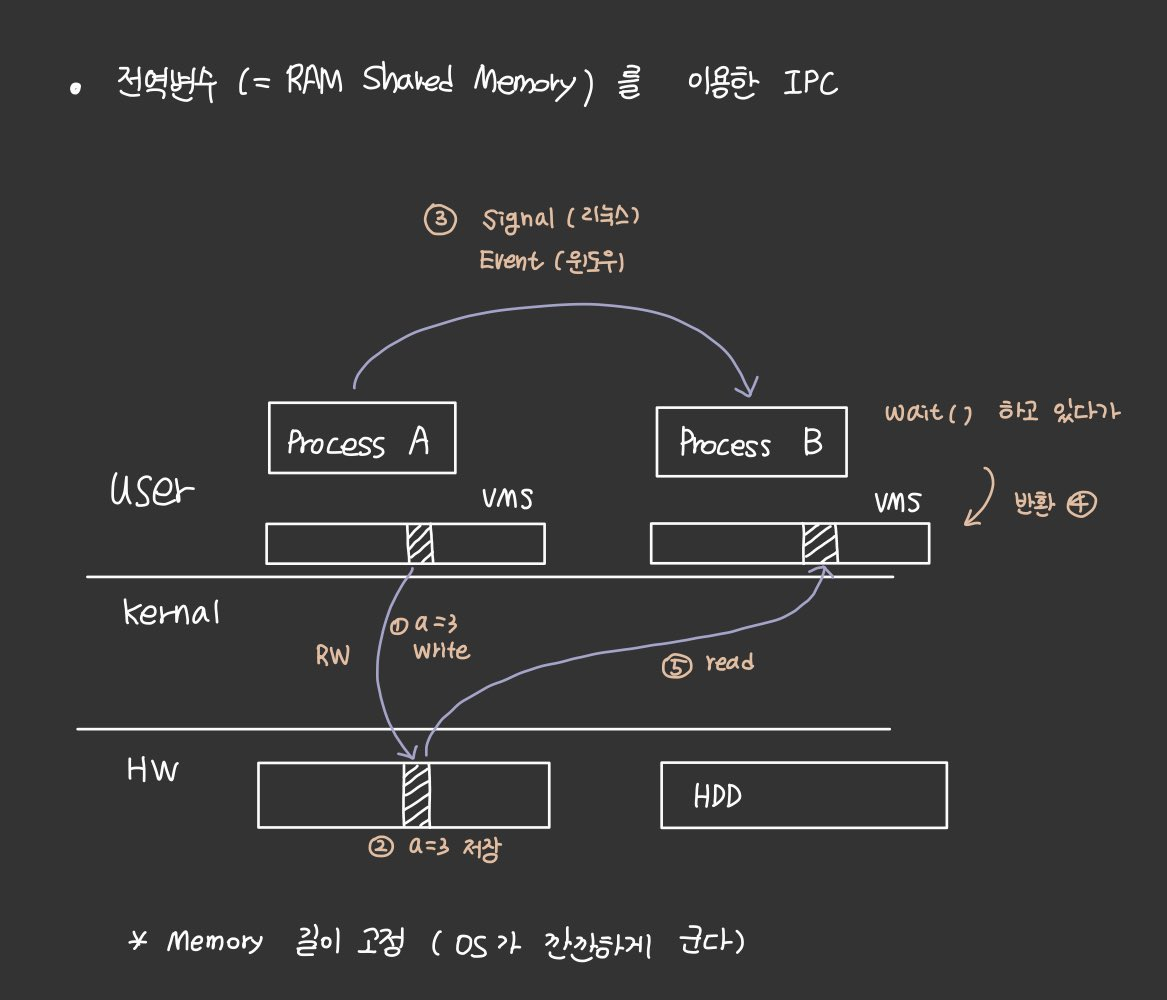 • 전역변수 (= RAM Shared Memory) 를 이용한 IPC
③ Signal (리눅스)
Event (윈도우)
Process A
Process B
wait() 하고 있다가
반환 ④
user
VMS
VMS
kernal
RW
① a=3
write
⑤ read
HW
HDD
② a=3 저장
* Memory 길이 고정 (OS가 깐깐하게 군다)